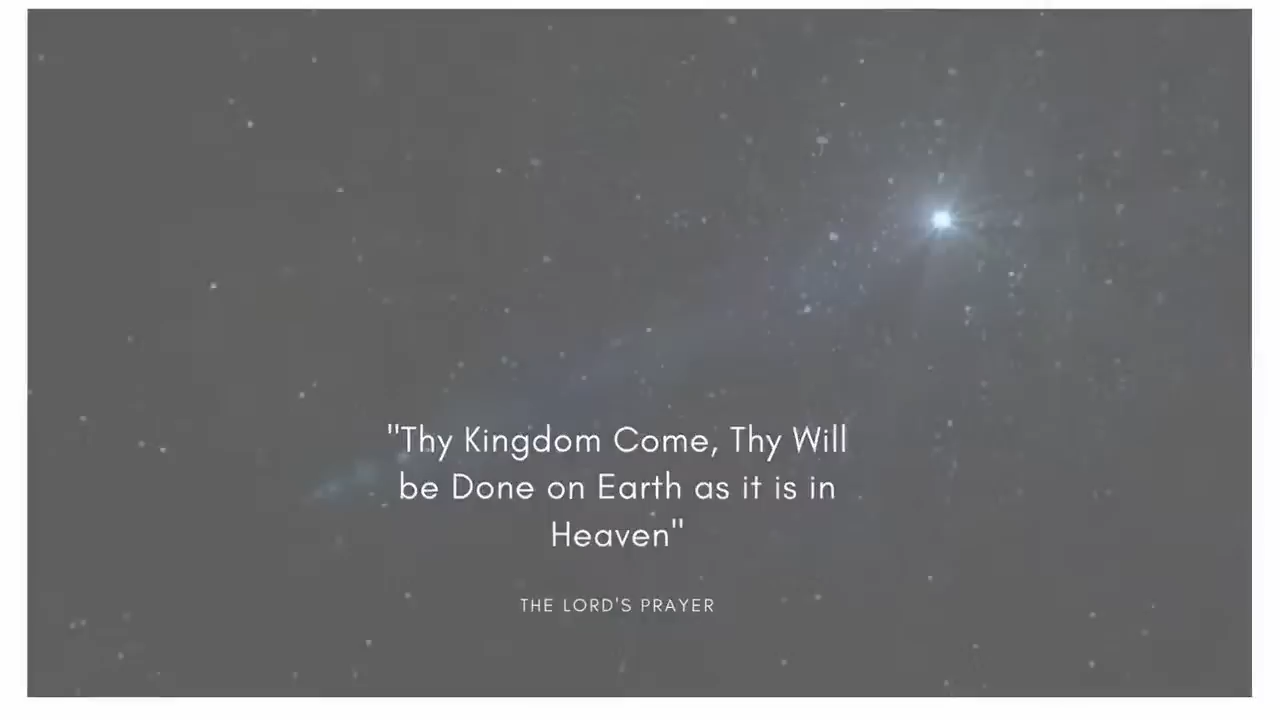 "Thy Kingdom Come, Thy Will
be Done on Earth as it is in
Heaven"
THE LORD'S PRAYER